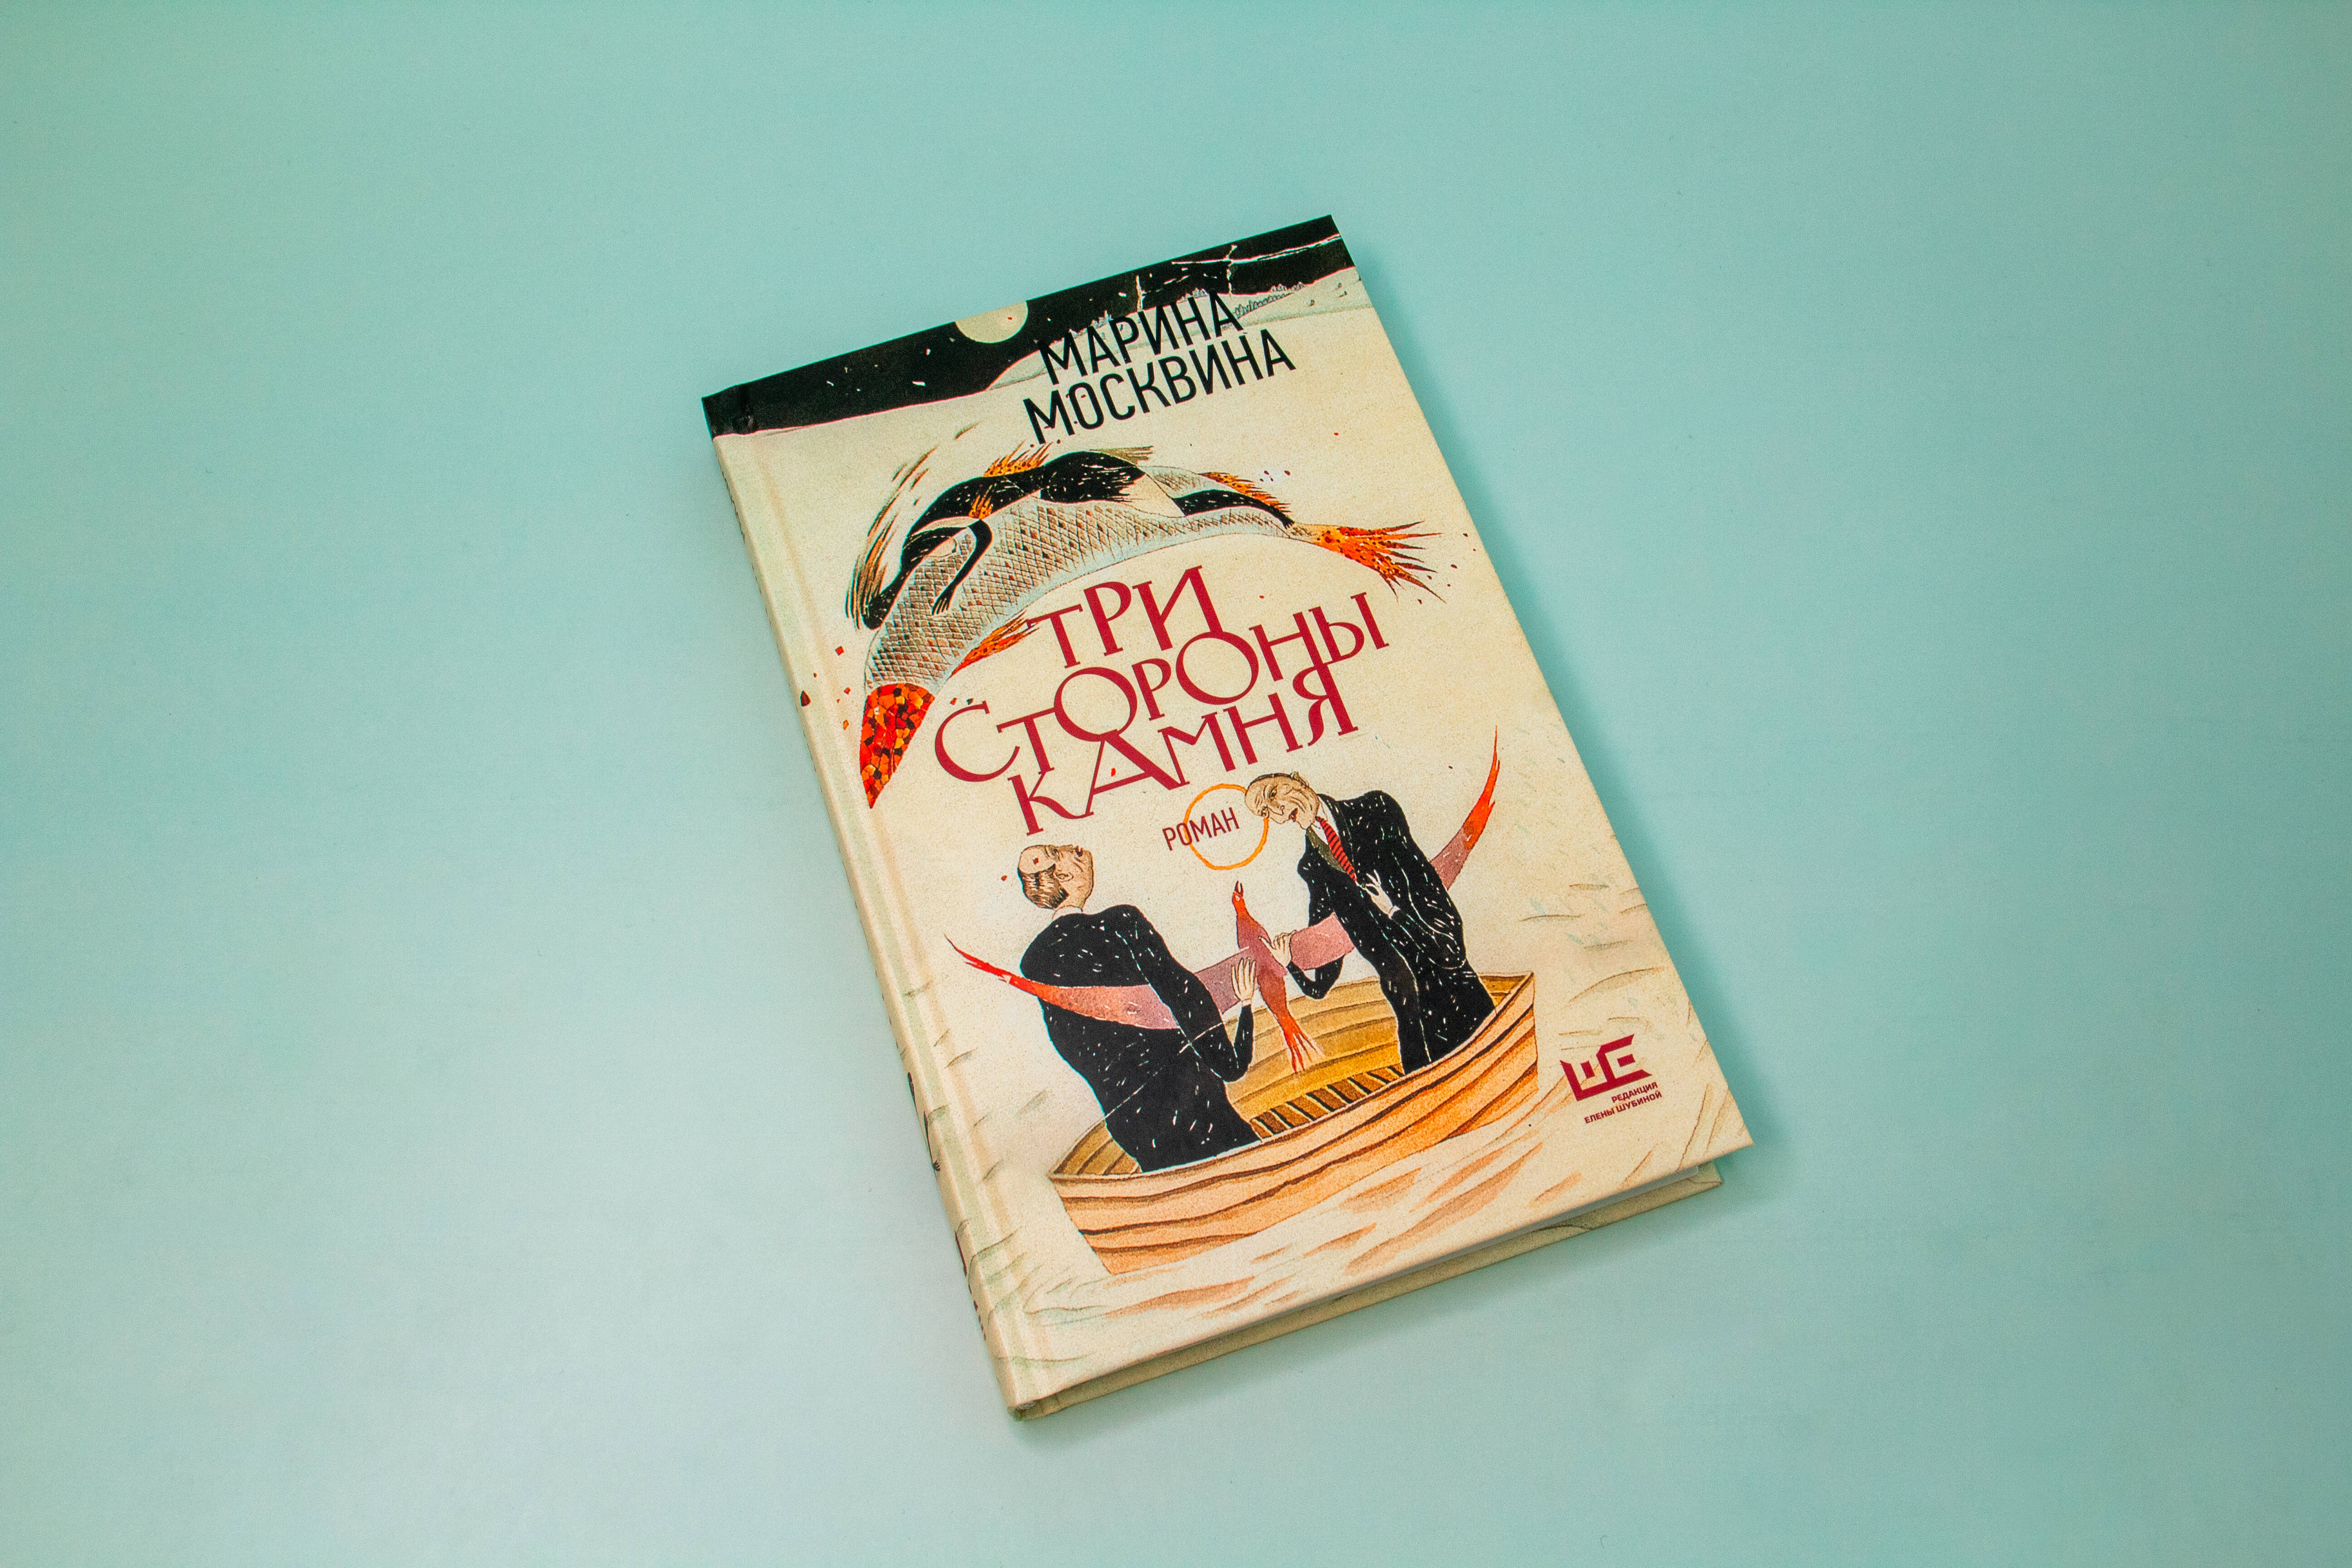 МАРИНА
МОСКВИНА
ТРИ
СТОРОНЫ
КАМНЯ
РОМАН
РЕДАКЦИЯ
ЕЛЕНЫ ШУБИНОЙ